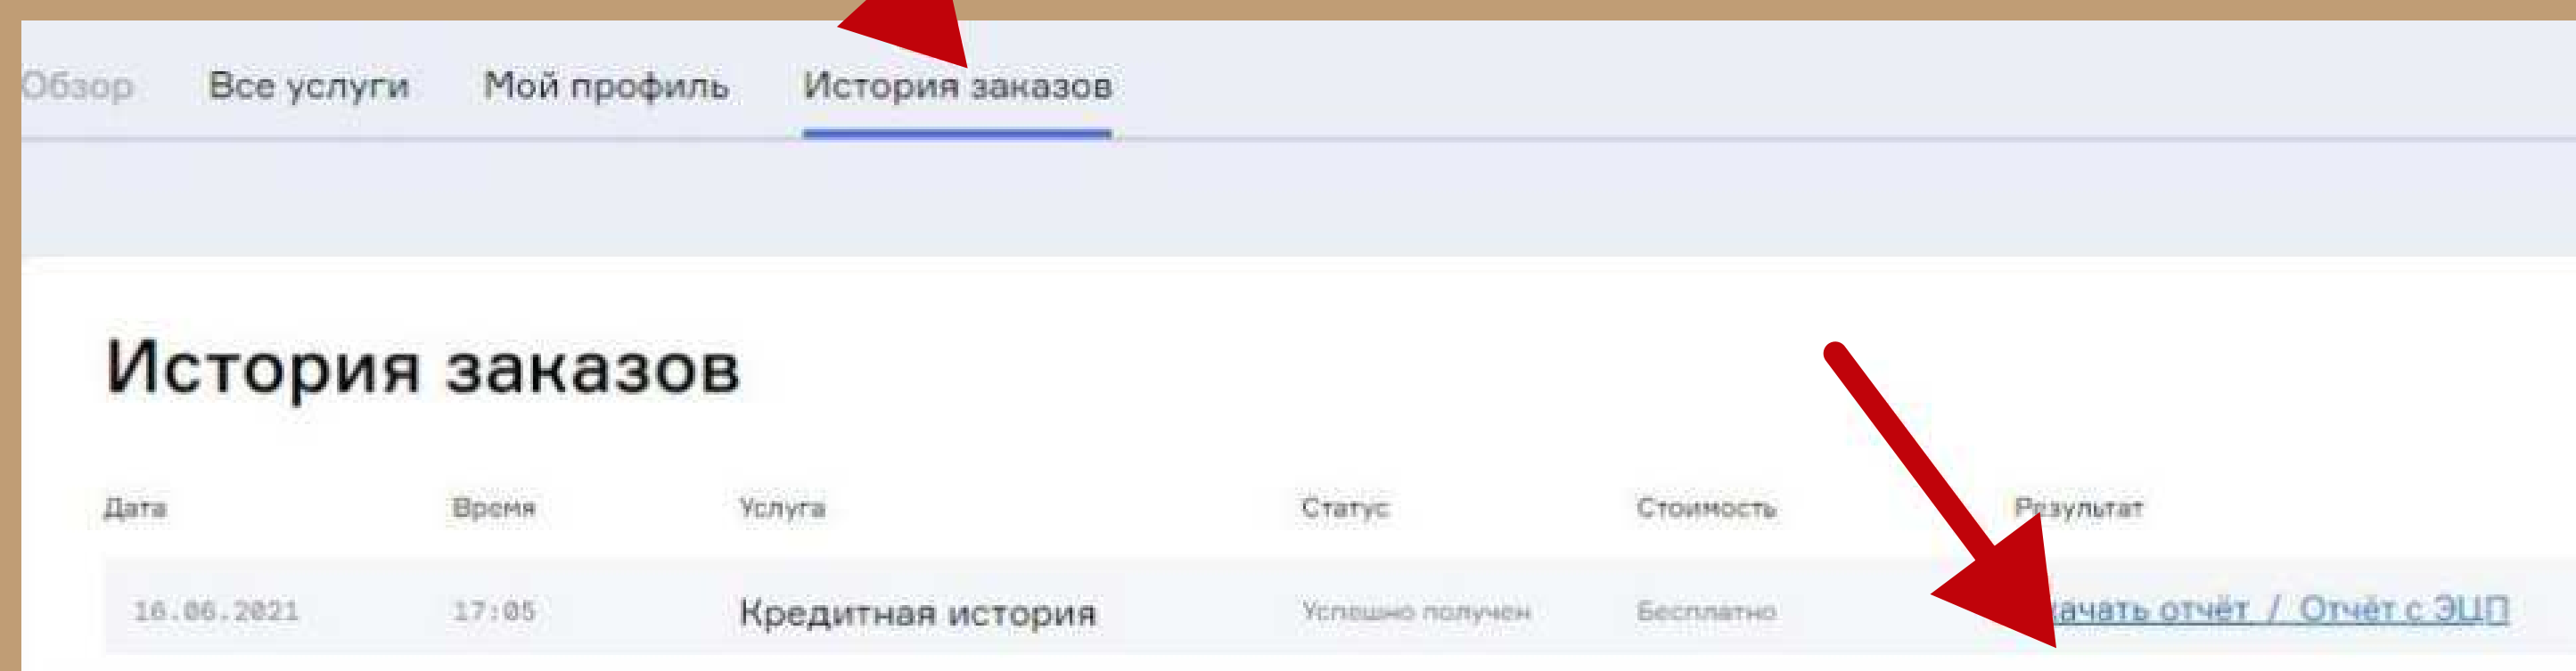 Обзор Все услуги Мой профиль История заказов
История заказов
Дата Время Услуга Статус Стоимость Результат
16.06.2021 17:05 Кредитная история Успешно получен Бесплатно качать отчёт / Отчёт с ЭЦП